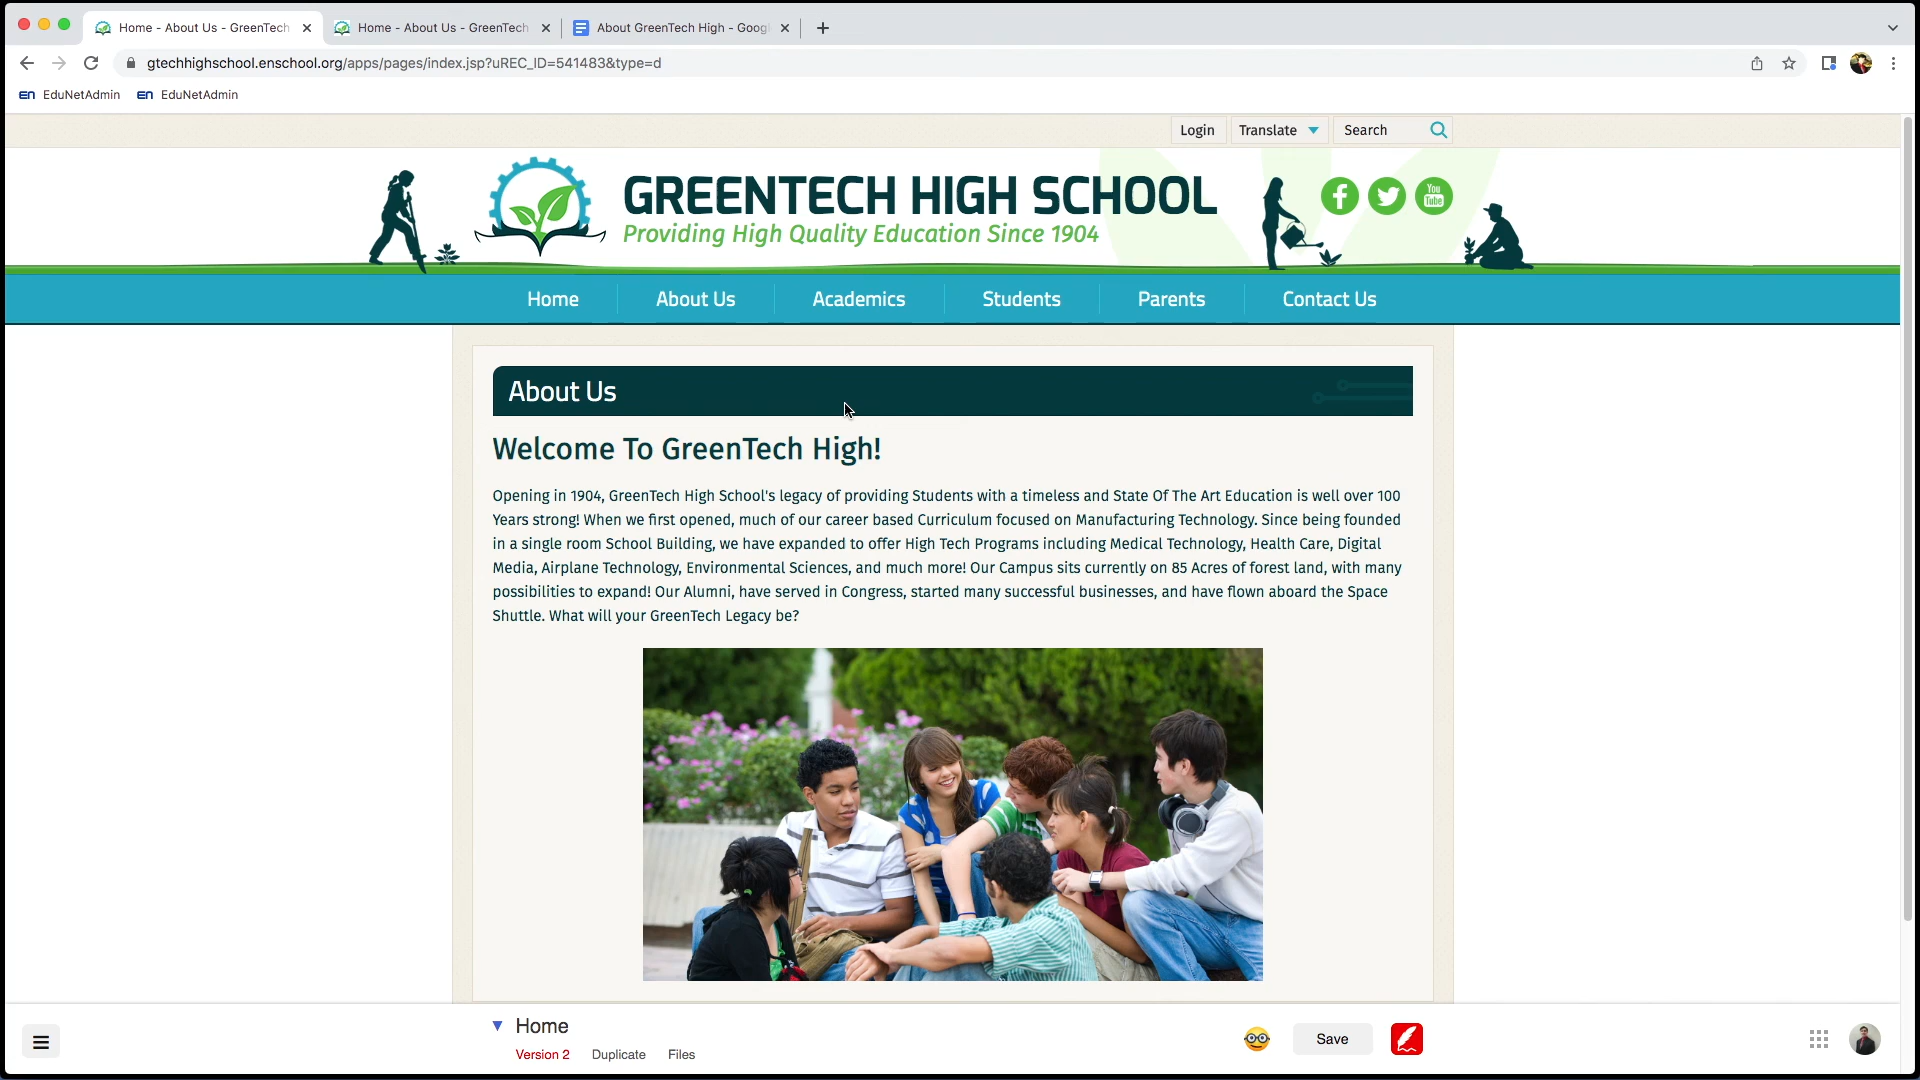 Home - About Us - GreenTech
Home - About Us - GreenTech
About GreenTech High - Goog
gtechhighschool.enschool.org/apps/pages/index.jsp?uREC_ID=541483&type=d
en EduNetAdmin
en EduNetAdmin
Login
Translate
Search
GREENTECH HIGH SCHOOL
Providing High Quality Education Since 1904
You
Tube
Home
About Us
Academics
Students
Parents
Contact Us
About Us
Welcome To GreenTech High!
Opening in 1904, GreenTech High School's legacy of providing Students with a timeless and State Of The Art Education is well over 100
Years strong! When we first opened, much of our career based Curriculum focused on Manufacturing Technology. Since being founded
in a single room School Building, we have expanded to offer High Tech Programs including Medical Technology, Health Care, Digital
Media, Airplane Technology, Environmental Sciences, and much more! Our Campus sits currently on 85 Acres of forest land, with many
possibilities to expand! Our Alumni, have served in Congress, started many successful businesses, and have flown aboard the Space
Shuttle. What will your GreenTech Legacy be?
Home
Version 2
Duplicate
Files
Save